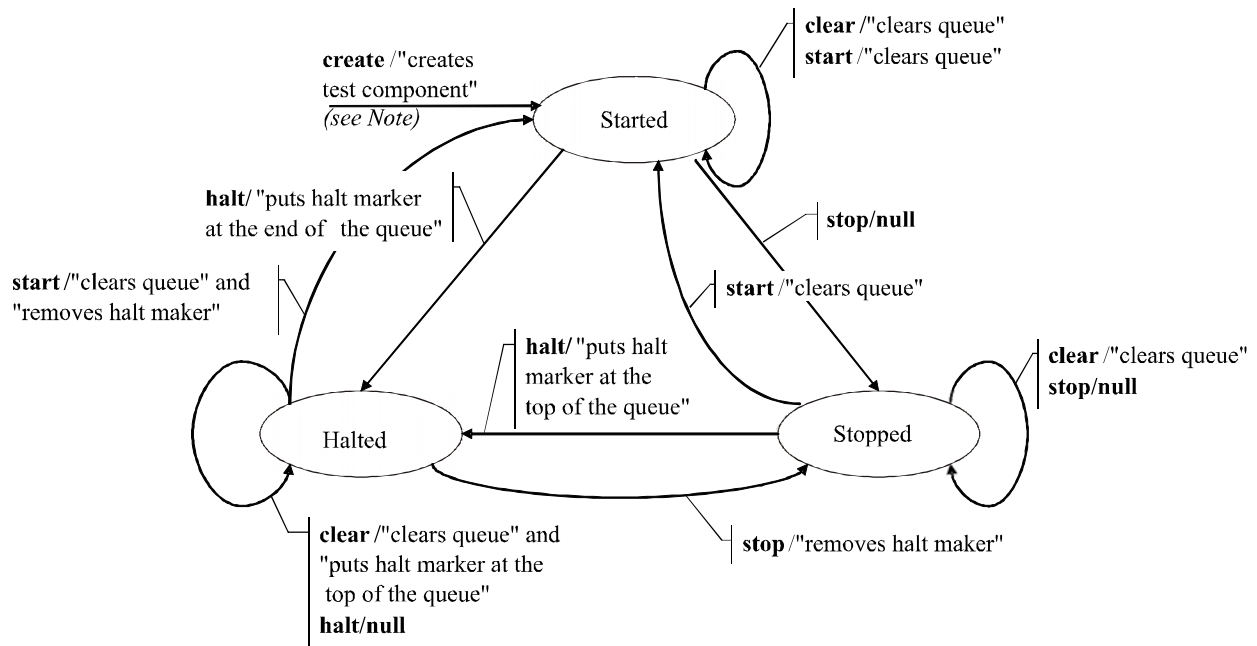 clear /"clears queue"
start /"clears queue"
create /"creates
test component"
(see Note)
Started
halt/ "puts halt marker
at the end of the queue"
stop/null
start /"clears queue" and
"removes halt maker"
start /"clears queue"
halt/ "puts halt
marker at the
top of the queue"
clear /"clears queue"
stop/null
Halted
Stopped
clear /"clears queue" and
"puts halt marker at the
top of the queue"
halt/null
stop /"removes halt maker"